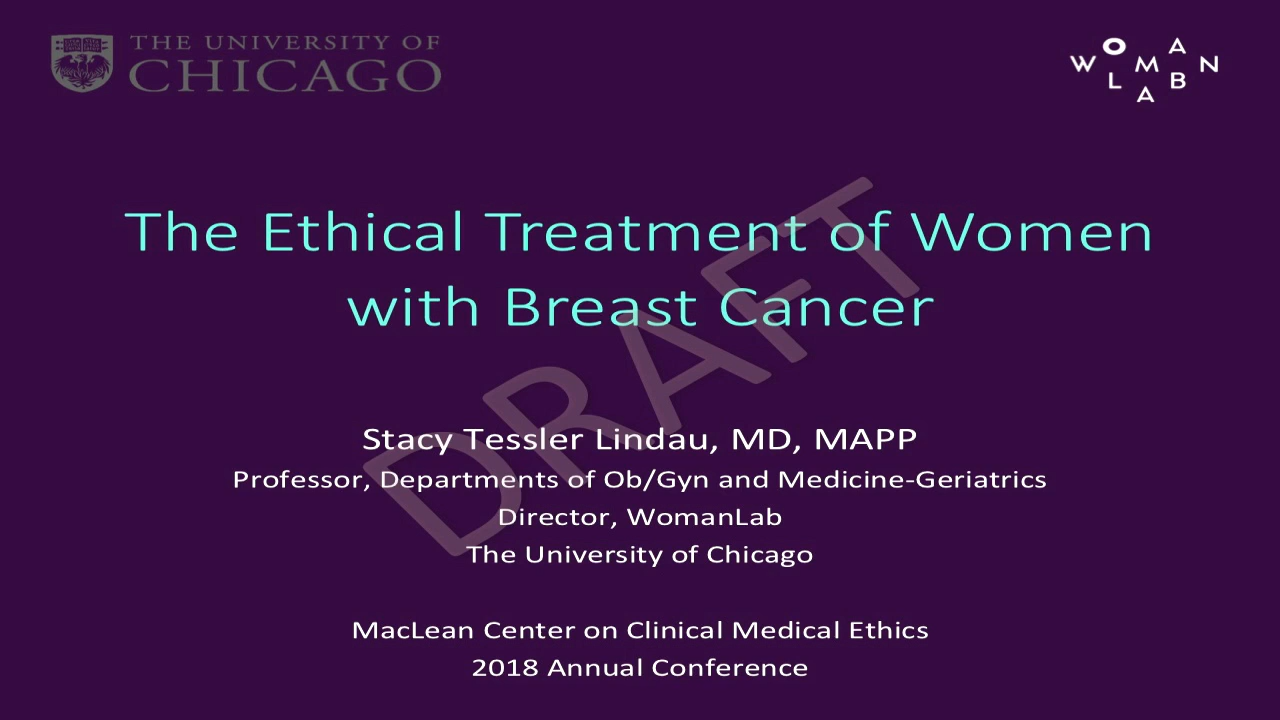 THE UNIVERSITY OF
CHICAGO
WOMAN
LAB
The Ethical Treatment of Women
with Breast Cancer
DRAFT
Stacy Tessler Lindau, MD, MAPP
Professor, Departments of Ob/Gyn and Medicine-Geriatrics
Director, WomanLab
The University of Chicago
MacLean Center on Clinical Medical Ethics
2018 Annual Conference